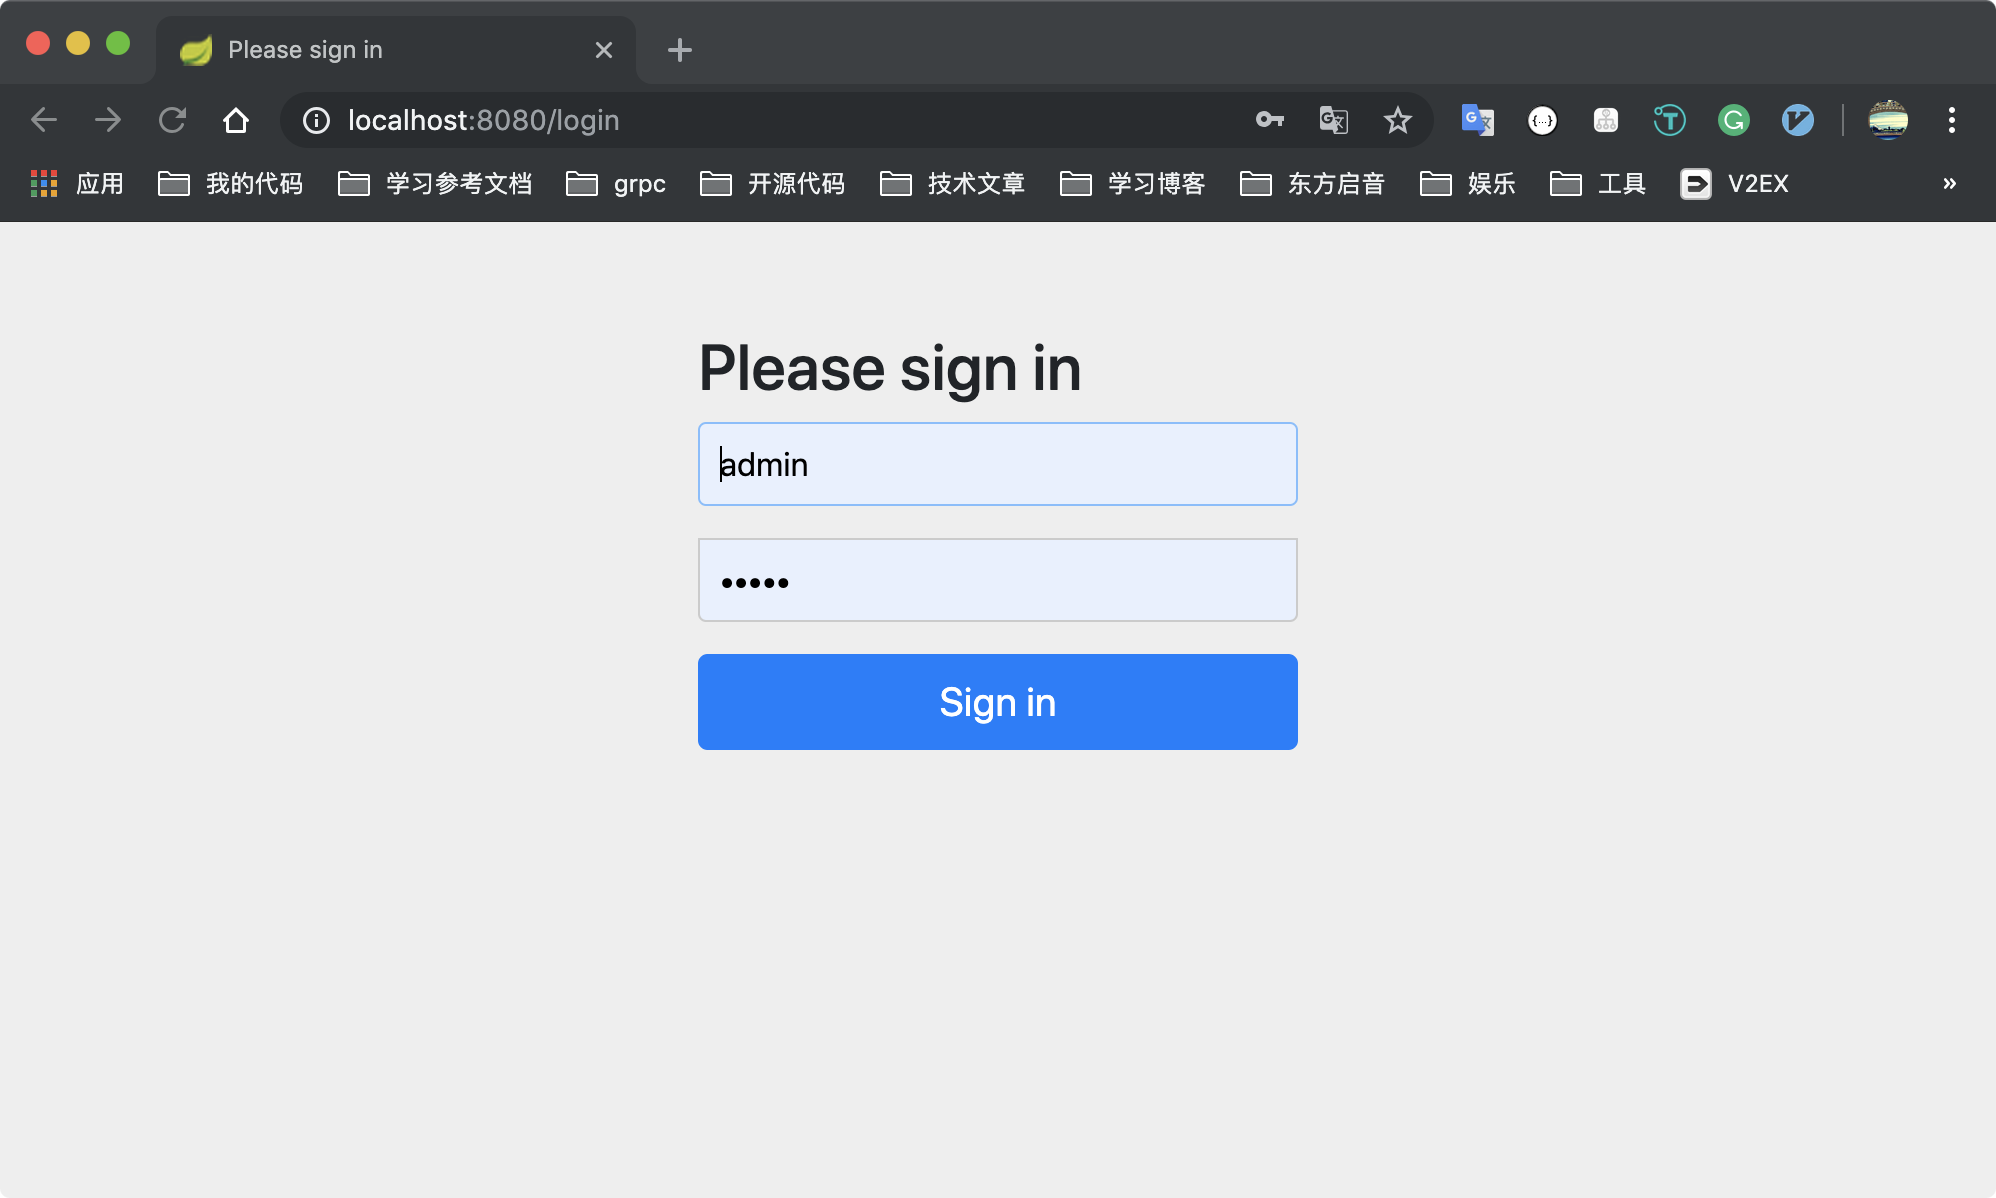 Please sign in
localhost:8080/login
应用 我的代码 学习参考文档 grpc 开源代码 技术文章 学习博客 东方启音 娱乐 工具 V2EX »
Please sign in
admin
•••••
Sign in